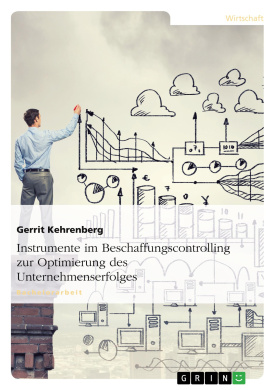 Wirtschaft
Gerrit Kehrenberg
Instrumente im Beschaffungscontrolling
zur Optimierung des
Unternehmenserfolges
GRIN